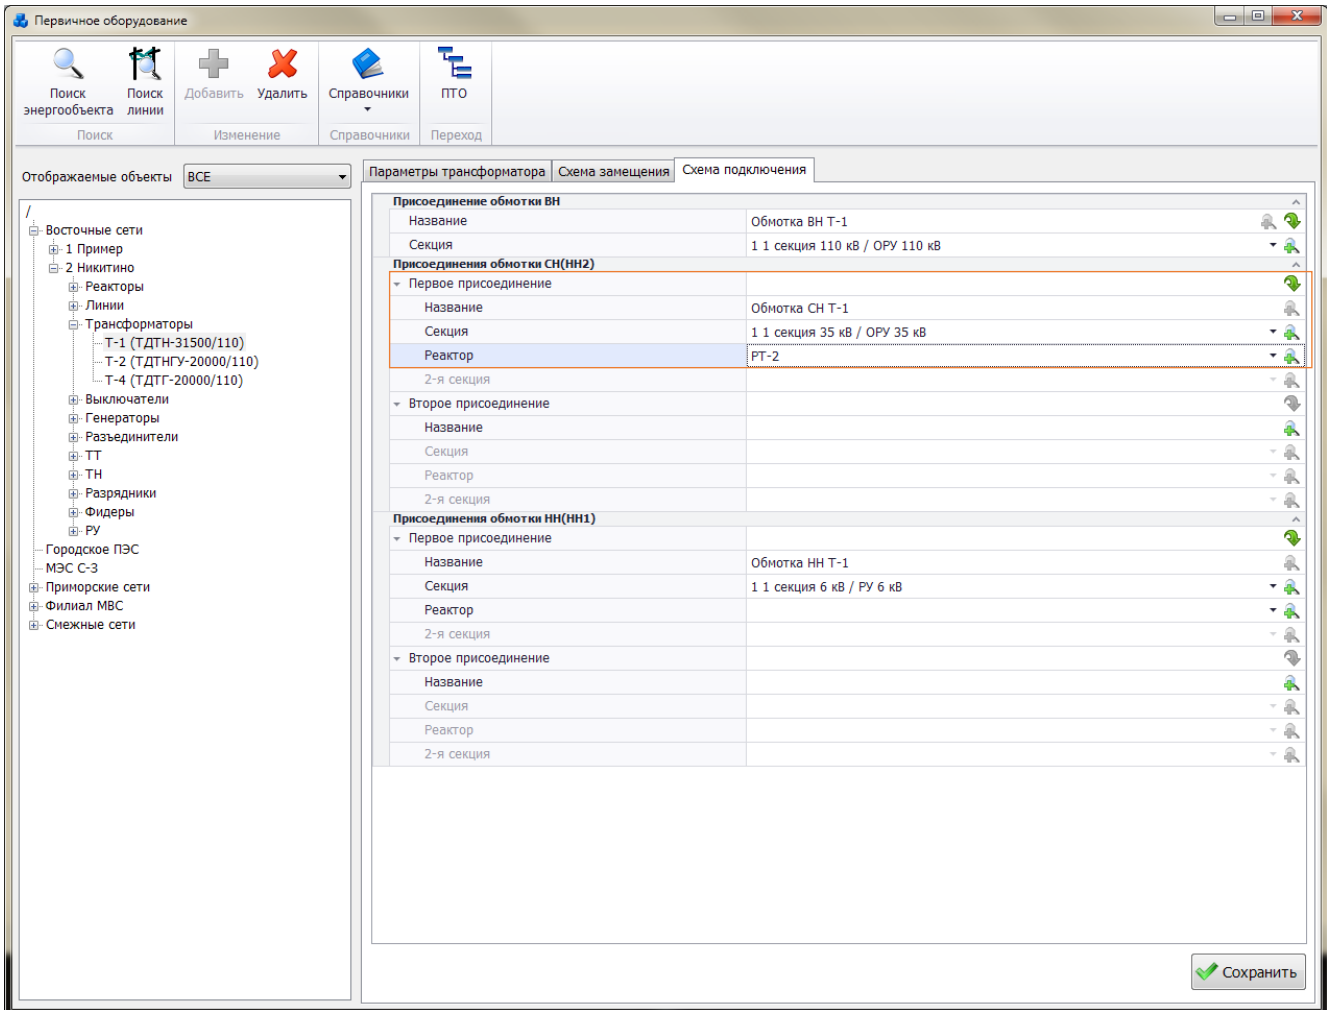 Первичное оборудование
Поиск энергообъекта
Поиск линии
Добавить
Удалить
Справочники
ПТО
Поиск
Изменение
Справочники
Переход
Отображаемые объекты ВСЕ
/
Восточные сети
1 Пример
2 Никитино
Реакторы
Линии
Трансформаторы
Т-1 (ТДТН-31500/110)
Т-2 (ТДТНГУ-20000/110)
Т-4 (ТДТГ-20000/110)
Выключатели
Генераторы
Разъединители
ТТ
ТН
Разрядники
Фидеры
РУ
Городское ПЭС
МЭС С-3
Приморские сети
Филиал МВС
Смежные сети
Параметры трансформатора Схема замещения Схема подключения
Присоединение обмотки ВН
Название Обмотка ВН Т-1
Секция 1 1 секция 110 кВ / ОРУ 110 кВ
Присоединения обмотки СН(НН2)
Первое присоединение
Название Обмотка СН Т-1
Секция 1 1 секция 35 кВ / ОРУ 35 кВ
Реактор РТ-2
2-я секция
Второе присоединение
Название
Секция
Реактор
2-я секция
Присоединения обмотки НН(НН1)
Первое присоединение
Название Обмотка НН Т-1
Секция 1 1 секция 6 кВ / РУ 6 кВ
Реактор
2-я секция
Второе присоединение
Название
Секция
Реактор
2-я секция
Сохранить